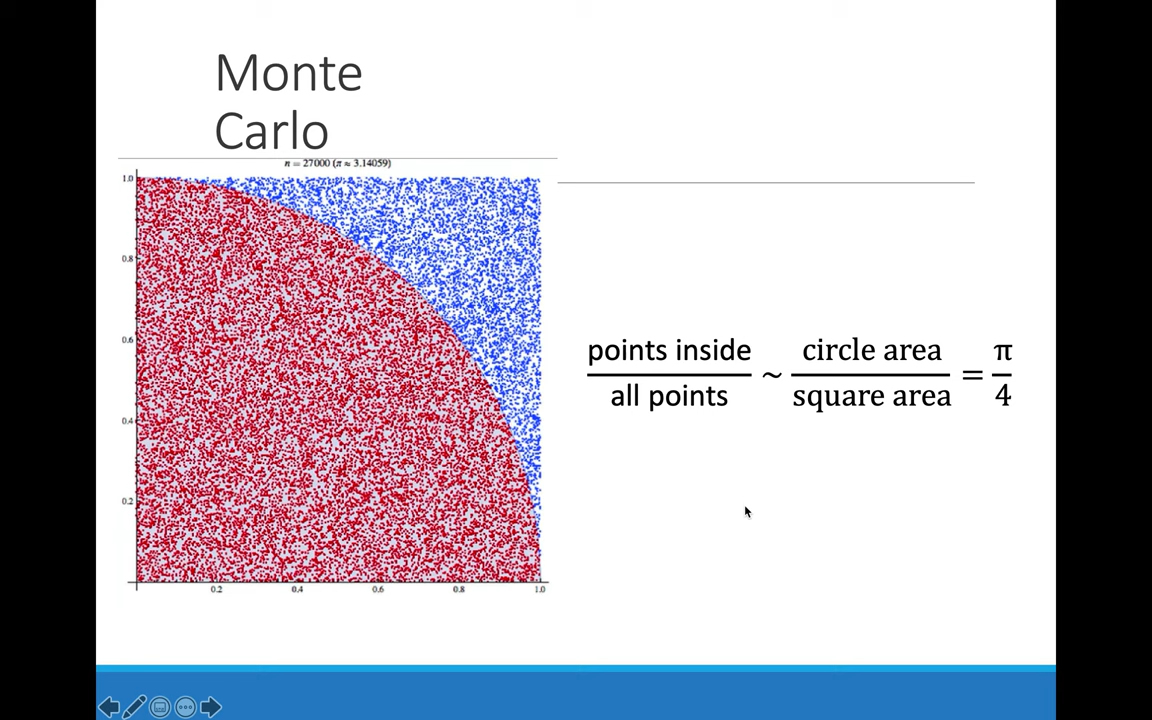 Monte
Carlo
n = 27000 (π ≈ 3.14059)
1.0
0.8
0.6
0.4
0.2
0.2 0.4 0.6 0.8 1.0
points inside / all points ~ circle area / square area = π / 4